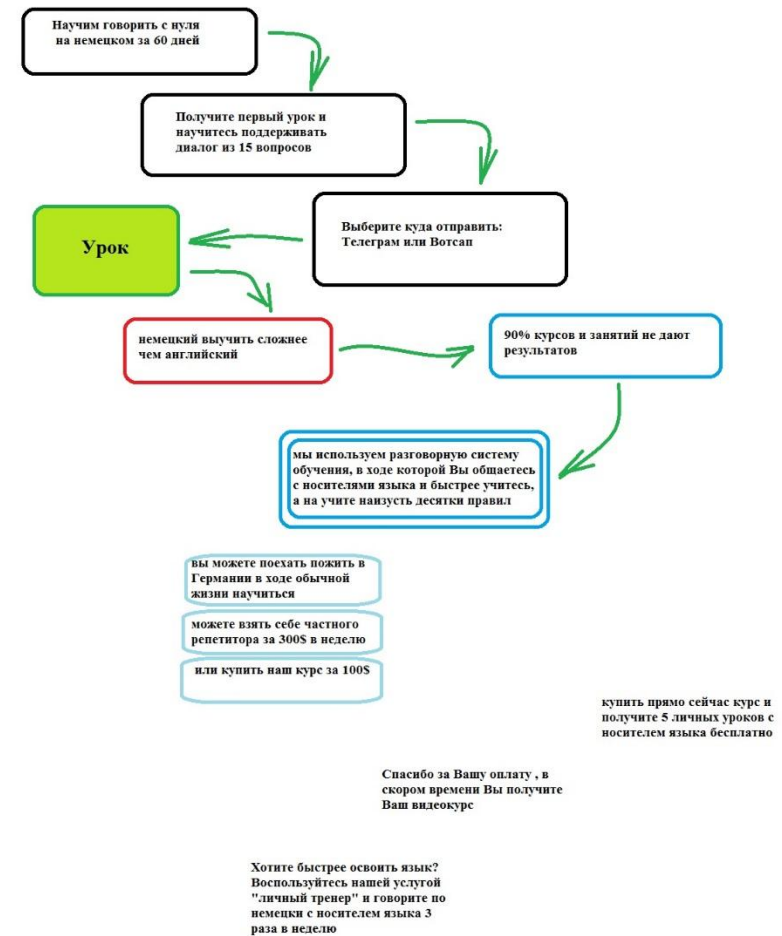 Научим говорить с нуля
на немецком за 60 дней
Получите первый урок и
научитесь поддерживать
диалог из 15 вопросов
Выберите куда отправить:
Телеграм или Вотсап
Урок
немецкий выучить сложнее
чем английский
90% курсов и занятий не дают
результатов
мы используем разговорную систему
обучения, в ходе которой Вы общаетесь
с носителями языка и быстрее учитесь,
а на учите наизусть десятки правил
вы можете поехать пожить в
Германии в ходе обычной
жизни научиться
можете взять себе частного
репетитора за 300$ в неделю
или купить наш курс за 100$
купить прямо сейчас курс и
получите 5 личных уроков с
носителем языка бесплатно
Спасибо за Вашу оплату , в
скором времени Вы получите
Ваш видеокурс
Хотите быстрее освоить язык?
Воспользуйтесь нашей услугой
"личный тренер" и говорите по
немецки с носителем языка 3
раза в неделю